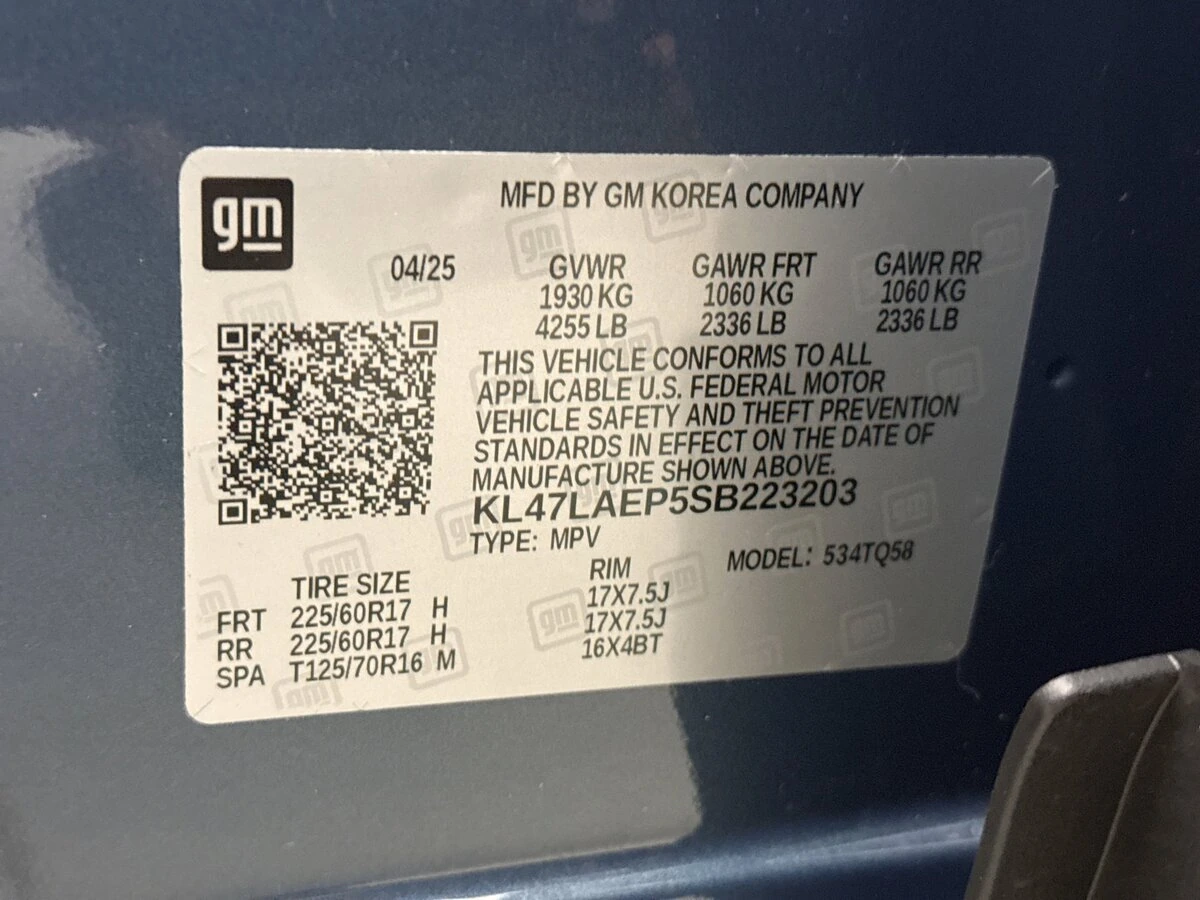 gm
MFD BY GM KOREA COMPANY
04/25
GVWR GAWR FRT GAWR RR
1930 KG 1060 KG 1060 KG
4255 LB 2336 LB 2336 LB
THIS VEHICLE CONFORMS TO ALL
APPLICABLE U.S. FEDERAL MOTOR
VEHICLE SAFETY AND THEFT PREVENTION
STANDARDS IN EFFECT ON THE DATE OF
MANUFACTURE SHOWN ABOVE.
KL47LAEP5SB223203
TYPE: MPV MODEL: 534TQ58
TIRE SIZE RIM
FRT 225/60R17 H 17X7.5J
RR 225/60R17 H 17X7.5J
SPA T125/70R16 M 16X4BT